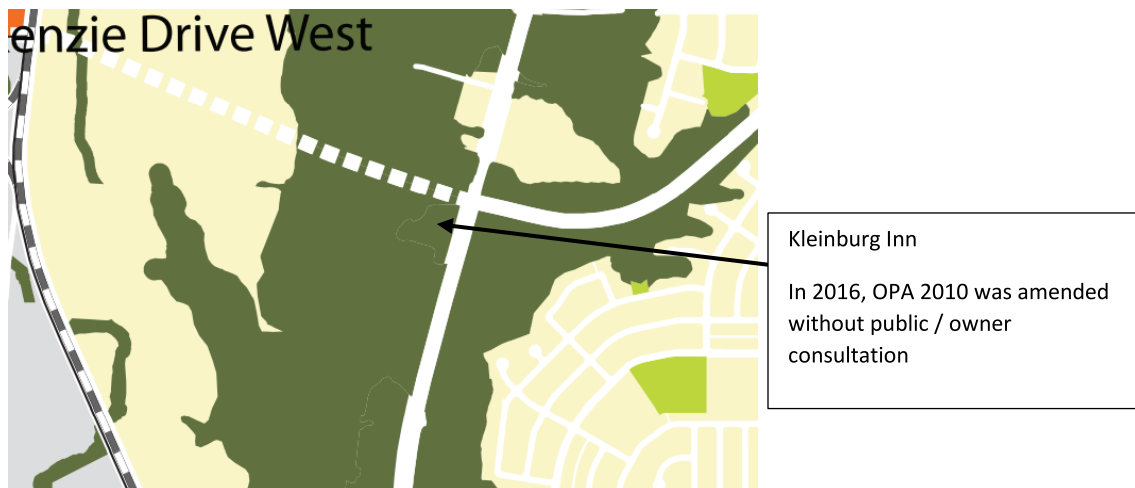 enzie Drive West
Kleinburg Inn
In 2016, OPA 2010 was amended
without public / owner
consultation